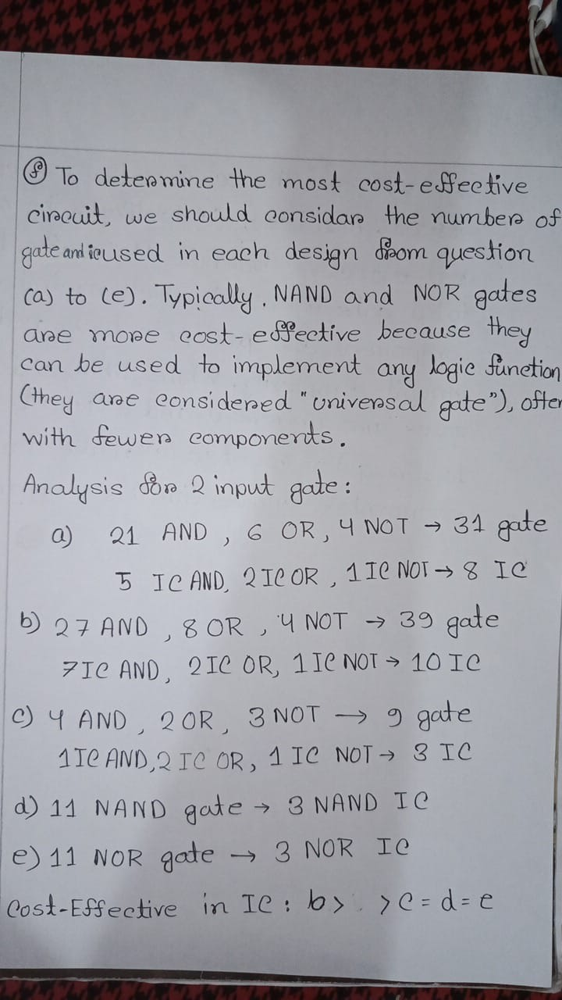 (f) To determine the most cost-effective
circuit, we should considar the number of
gate and ic used in each design from question
(a) to (e). Typically, NAND and NOR gates
are more cost-effective because they
can be used to implement any logic function
(they are considered "universal gate"), often
with fewer components.
Analysis for 2 input gate:
a) 21 AND, 6 OR, 4 NOT → 31 gate
5 IC AND, 2 IC OR, 1 IC NOT → 8 IC
b) 27 AND, 8 OR, 4 NOT → 39 gate
7 IC AND, 2 IC OR, 1 IC NOT → 10 IC
c) 4 AND, 2 OR, 3 NOT → 9 gate
1 IC AND, 2 IC OR, 1 IC NOT → 3 IC
d) 11 NAND gate → 3 NAND IC
e) 11 NOR gate → 3 NOR IC
Cost-Effective in IC : b > > c = d = e